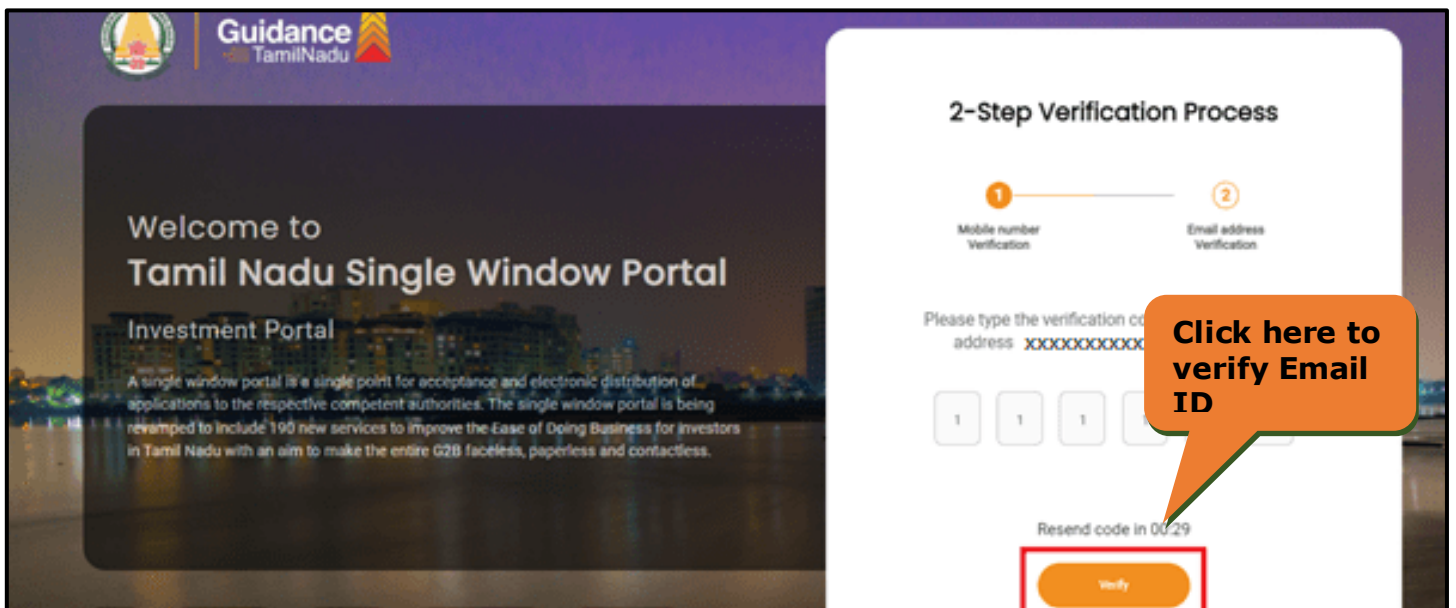 Guidance
TamilNadu
Welcome to
Tamil Nadu Single Window Portal
Investment Portal
A single window portal is a single point for acceptance and electronic distribution of
applications to the respective competent authorities. The single window portal is being
revamped to include 190 new services to improve the Ease of Doing Business for investors
in Tamil Nadu with an aim to make the entire G2B faceless, paperless and contactless.
2-Step Verification Process
1
2
Mobile number
Verification
Email address
Verification
Please type the verification
address xxxxxxxxxx
1 1 1
Click here to
verify Email
ID
Resend code in 00:29
Verify